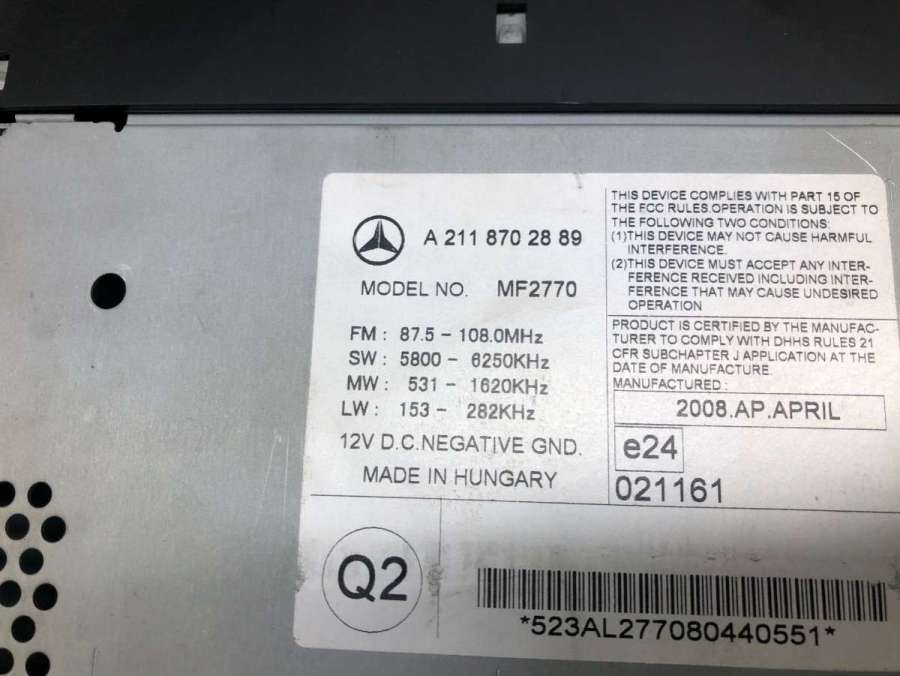 A 211 870 28 89
MODEL NO. MF2770
FM : 87.5 - 108.0MHz
SW : 5800 - 6250KHz
MW : 531 - 1620KHz
LW : 153 - 282KHz
12V D.C.NEGATIVE GND.
MADE IN HUNGARY
THIS DEVICE COMPLIES WITH PART 15 OF
THE FCC RULES.OPERATION IS SUBJECT TO
THE FOLLOWING TWO CONDITIONS:
(1)THIS DEVICE MAY NOT CAUSE HARMFUL
INTERFERENCE.
(2)THIS DEVICE MUST ACCEPT ANY INTER-
FERENCE RECEIVED INCLUDING INTER-
FERENCE THAT MAY CAUSE UNDESIRED
OPERATION
PRODUCT IS CERTIFIED BY THE MANUFAC-
TURER TO COMPLY WITH DHHS RULES 21
CFR SUBCHAPTER J APPLICATION AT THE
DATE OF MANUFACTURE.
MANUFACTURED :
2008.AP.APRIL
e24
021161
Q2
*523AL277080440551*